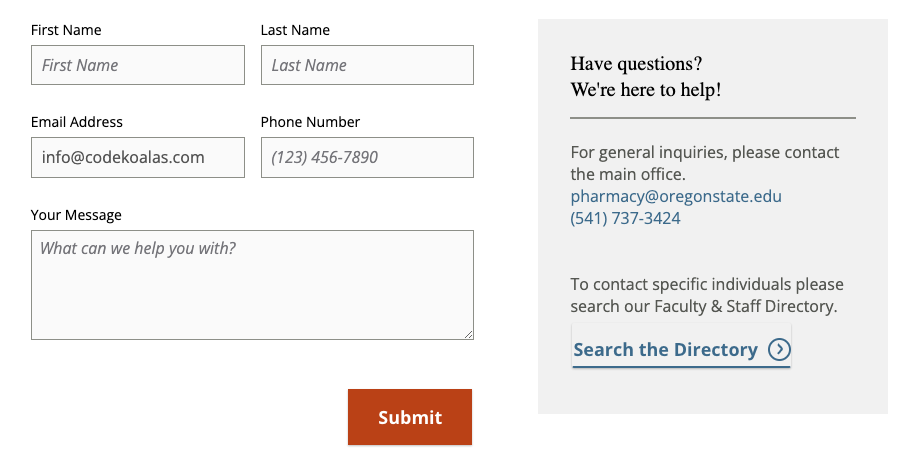 First Name
Last Name
First Name
Last Name
Email Address
Phone Number
info@codekoalas.com
(123) 456-7890
Your Message
What can we help you with?
Submit
Have questions?
We're here to help!
For general inquiries, please contact
the main office.
pharmacy@oregonstate.edu
(541) 737-3424
To contact specific individuals please
search our Faculty & Staff Directory.
Search the Directory